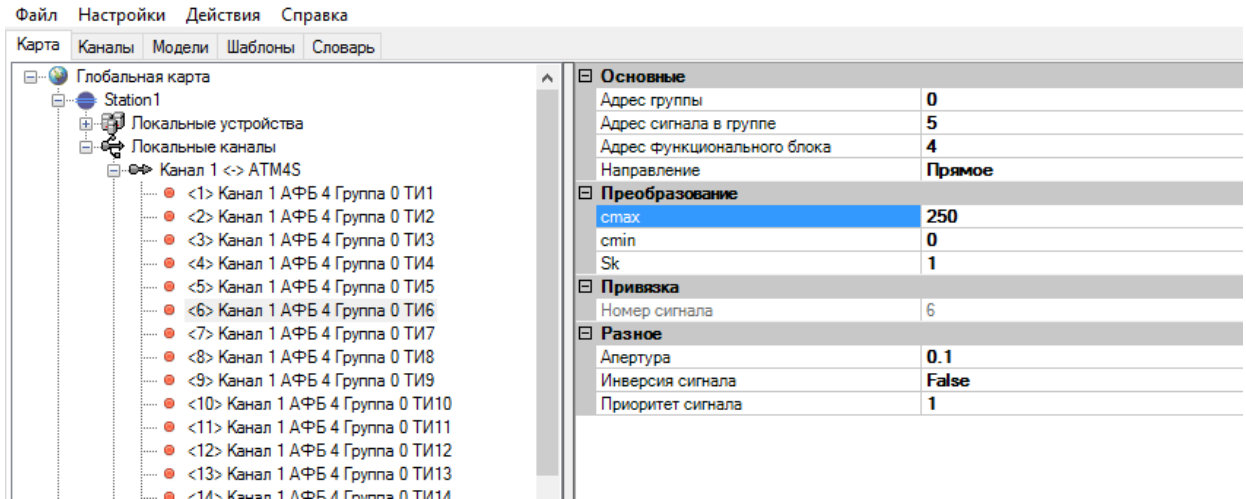 Файл Настройки Действия Справка
Карта Каналы Модели Шаблоны Словарь
Глобальная карта
Station1
Локальные устройства
Локальные каналы
Канал 1 <-> ATM4S
<1> Канал 1 АФБ 4 Группа 0 ТИ1
<2> Канал 1 АФБ 4 Группа 0 ТИ2
<3> Канал 1 АФБ 4 Группа 0 ТИ3
<4> Канал 1 АФБ 4 Группа 0 ТИ4
<5> Канал 1 АФБ 4 Группа 0 ТИ5
<6> Канал 1 АФБ 4 Группа 0 ТИ6
<7> Канал 1 АФБ 4 Группа 0 ТИ7
<8> Канал 1 АФБ 4 Группа 0 ТИ8
<9> Канал 1 АФБ 4 Группа 0 ТИ9
<10> Канал 1 АФБ 4 Группа 0 ТИ10
<11> Канал 1 АФБ 4 Группа 0 ТИ11
<12> Канал 1 АФБ 4 Группа 0 ТИ12
<13> Канал 1 АФБ 4 Группа 0 ТИ13
<14> Канал 1 АФБ 4 Группа 0 ТИ14
Основные
Адрес группы 0
Адрес сигнала в группе 5
Адрес функционального блока 4
Направление Прямое
Преобразование
cmax 250
cmin 0
Sk 1
Привязка
Номер сигнала 6
Разное
Апертура 0.1
Инверсия сигнала False
Приоритет сигнала 1